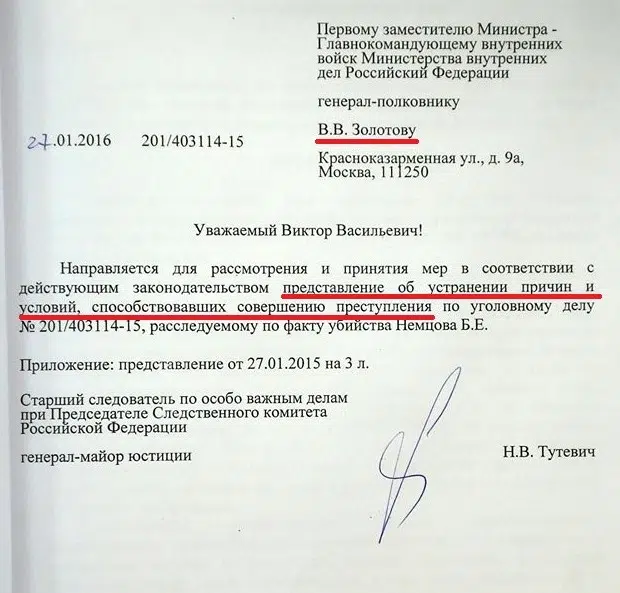 Первому заместителю Министра -
Главнокомандующему внутренних
войск Министерства внутренних
дел Российский Федерации
генерал-полковнику
В.В. Золотову
27.01.2016 201/403114-15
Красноказарменная ул., д. 9а,
Москва, 111250
Уважаемый Виктор Васильевич!
Направляется для рассмотрения и принятия мер в соответствии с
действующим законодательством представление об устранении причин и
условий, способствовавших совершению преступления по уголовному делу
№ 201/403114-15, расследуемому по факту убийства Немцова Б.Е.
Приложение: представление от 27.01.2015 на 3 л.
Старший следователь по особо важным делам
при Председателе Следственного комитета
Российской Федерации
генерал-майор юстиции Н.В. Тутевич